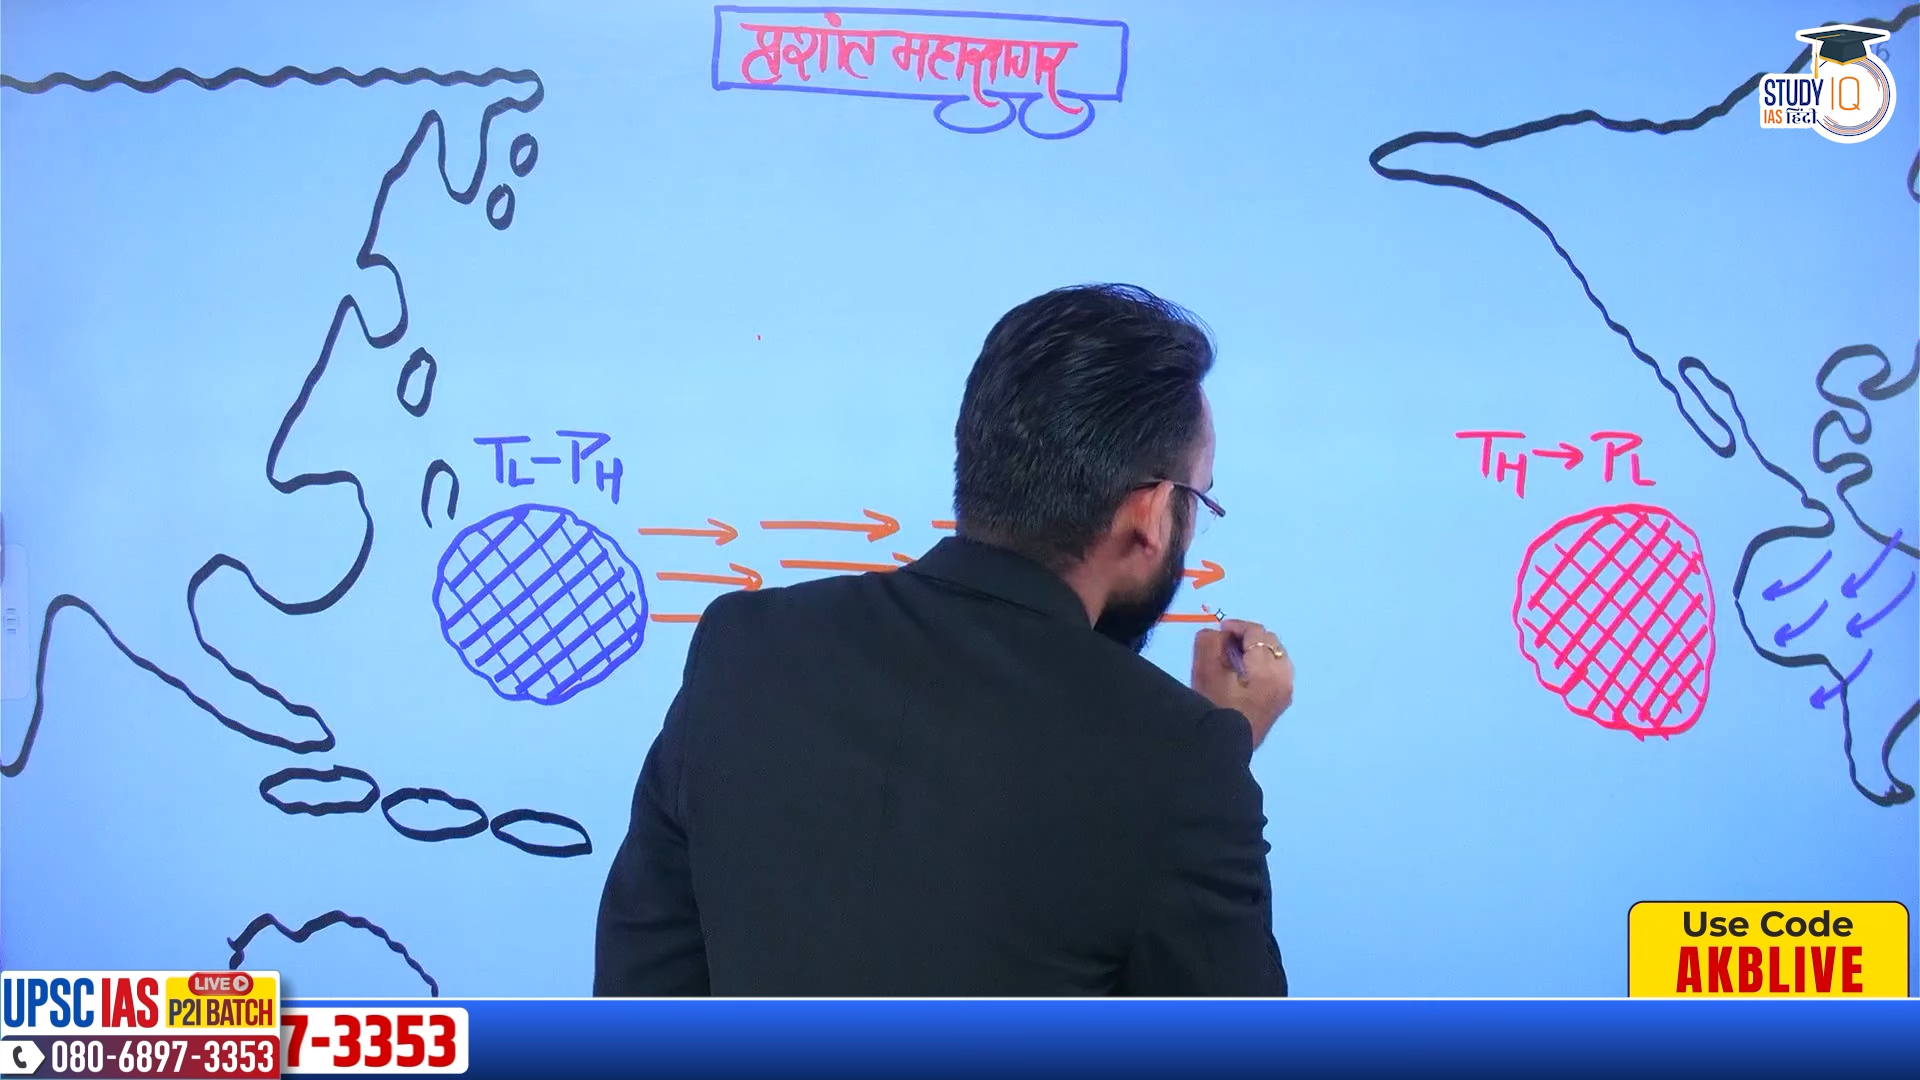 प्रशांत महासागर
STUDY IQ
IAS हिंदी
TL-PH
TH→PL
Use Code
AKBLIVE
UPSC IAS
LIVE
P2I BATCH
7-3353
080-6897-3353